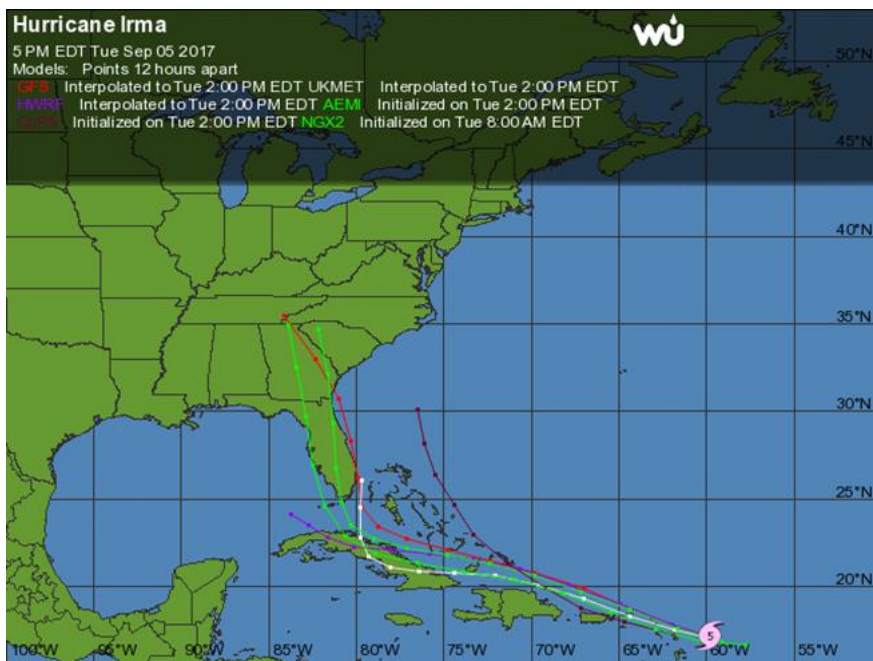 Hurricane Irma
wu
5 PM EDT Tue Sep 05 2017
Models: Points 12 hours apart
GFS Interpolated to Tue 2:00 PM EDT UKMET Interpolated to Tue 2:00 PM EDT
HWRF Interpolated to Tue 2:00 PM EDT AEMI Initialized on Tue 2:00 PM EDT
Initialized on Tue 2:00 PM EDT NGX2 Initialized on Tue 8:00 AM EDT
50°N
45°N
40°N
35°N
30°N
25°N
20°N
5
100°W 95°W 90°W 85°W 80°W 75°W 70°W 65°W 60°W 55°W